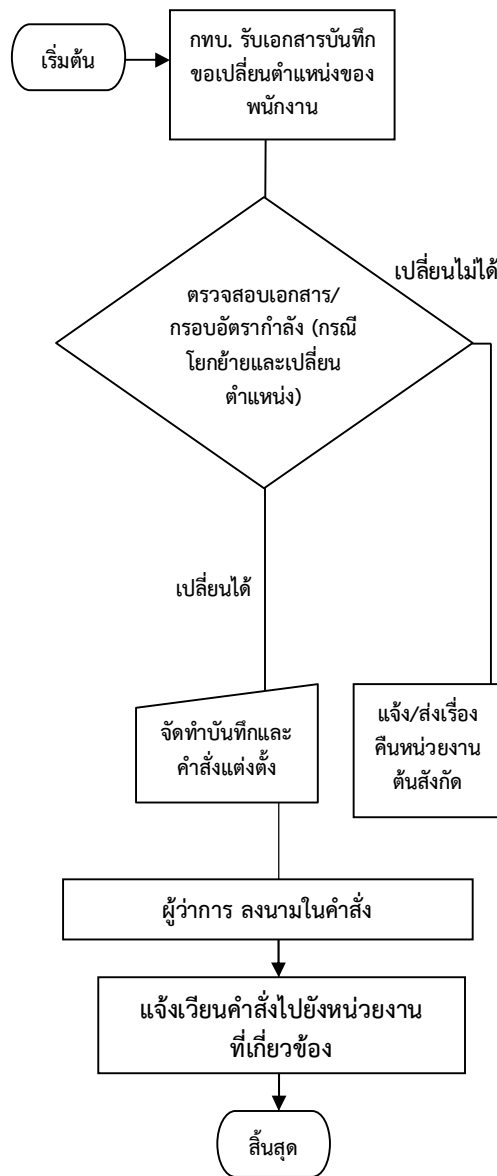 เริ่มต้น
กทบ. รับเอกสารบันทึก
ขอเปลี่ยนตำแหน่งของ
พนักงาน
เปลี่ยนไม่ได้
ตรวจสอบเอกสาร/
กรอบอัตรากำลัง (กรณี
โยกย้ายและเปลี่ยน
ตำแหน่ง)
เปลี่ยนได้
จัดทำบันทึกและ
คำสั่งแต่งตั้ง
แจ้ง/ส่งเรื่อง
คืนหน่วยงาน
ต้นสังกัด
ผู้ว่าการ ลงนามในคำสั่ง
แจ้งเวียนคำสั่งไปยังหน่วยงาน
ที่เกี่ยวข้อง
สิ้นสุด